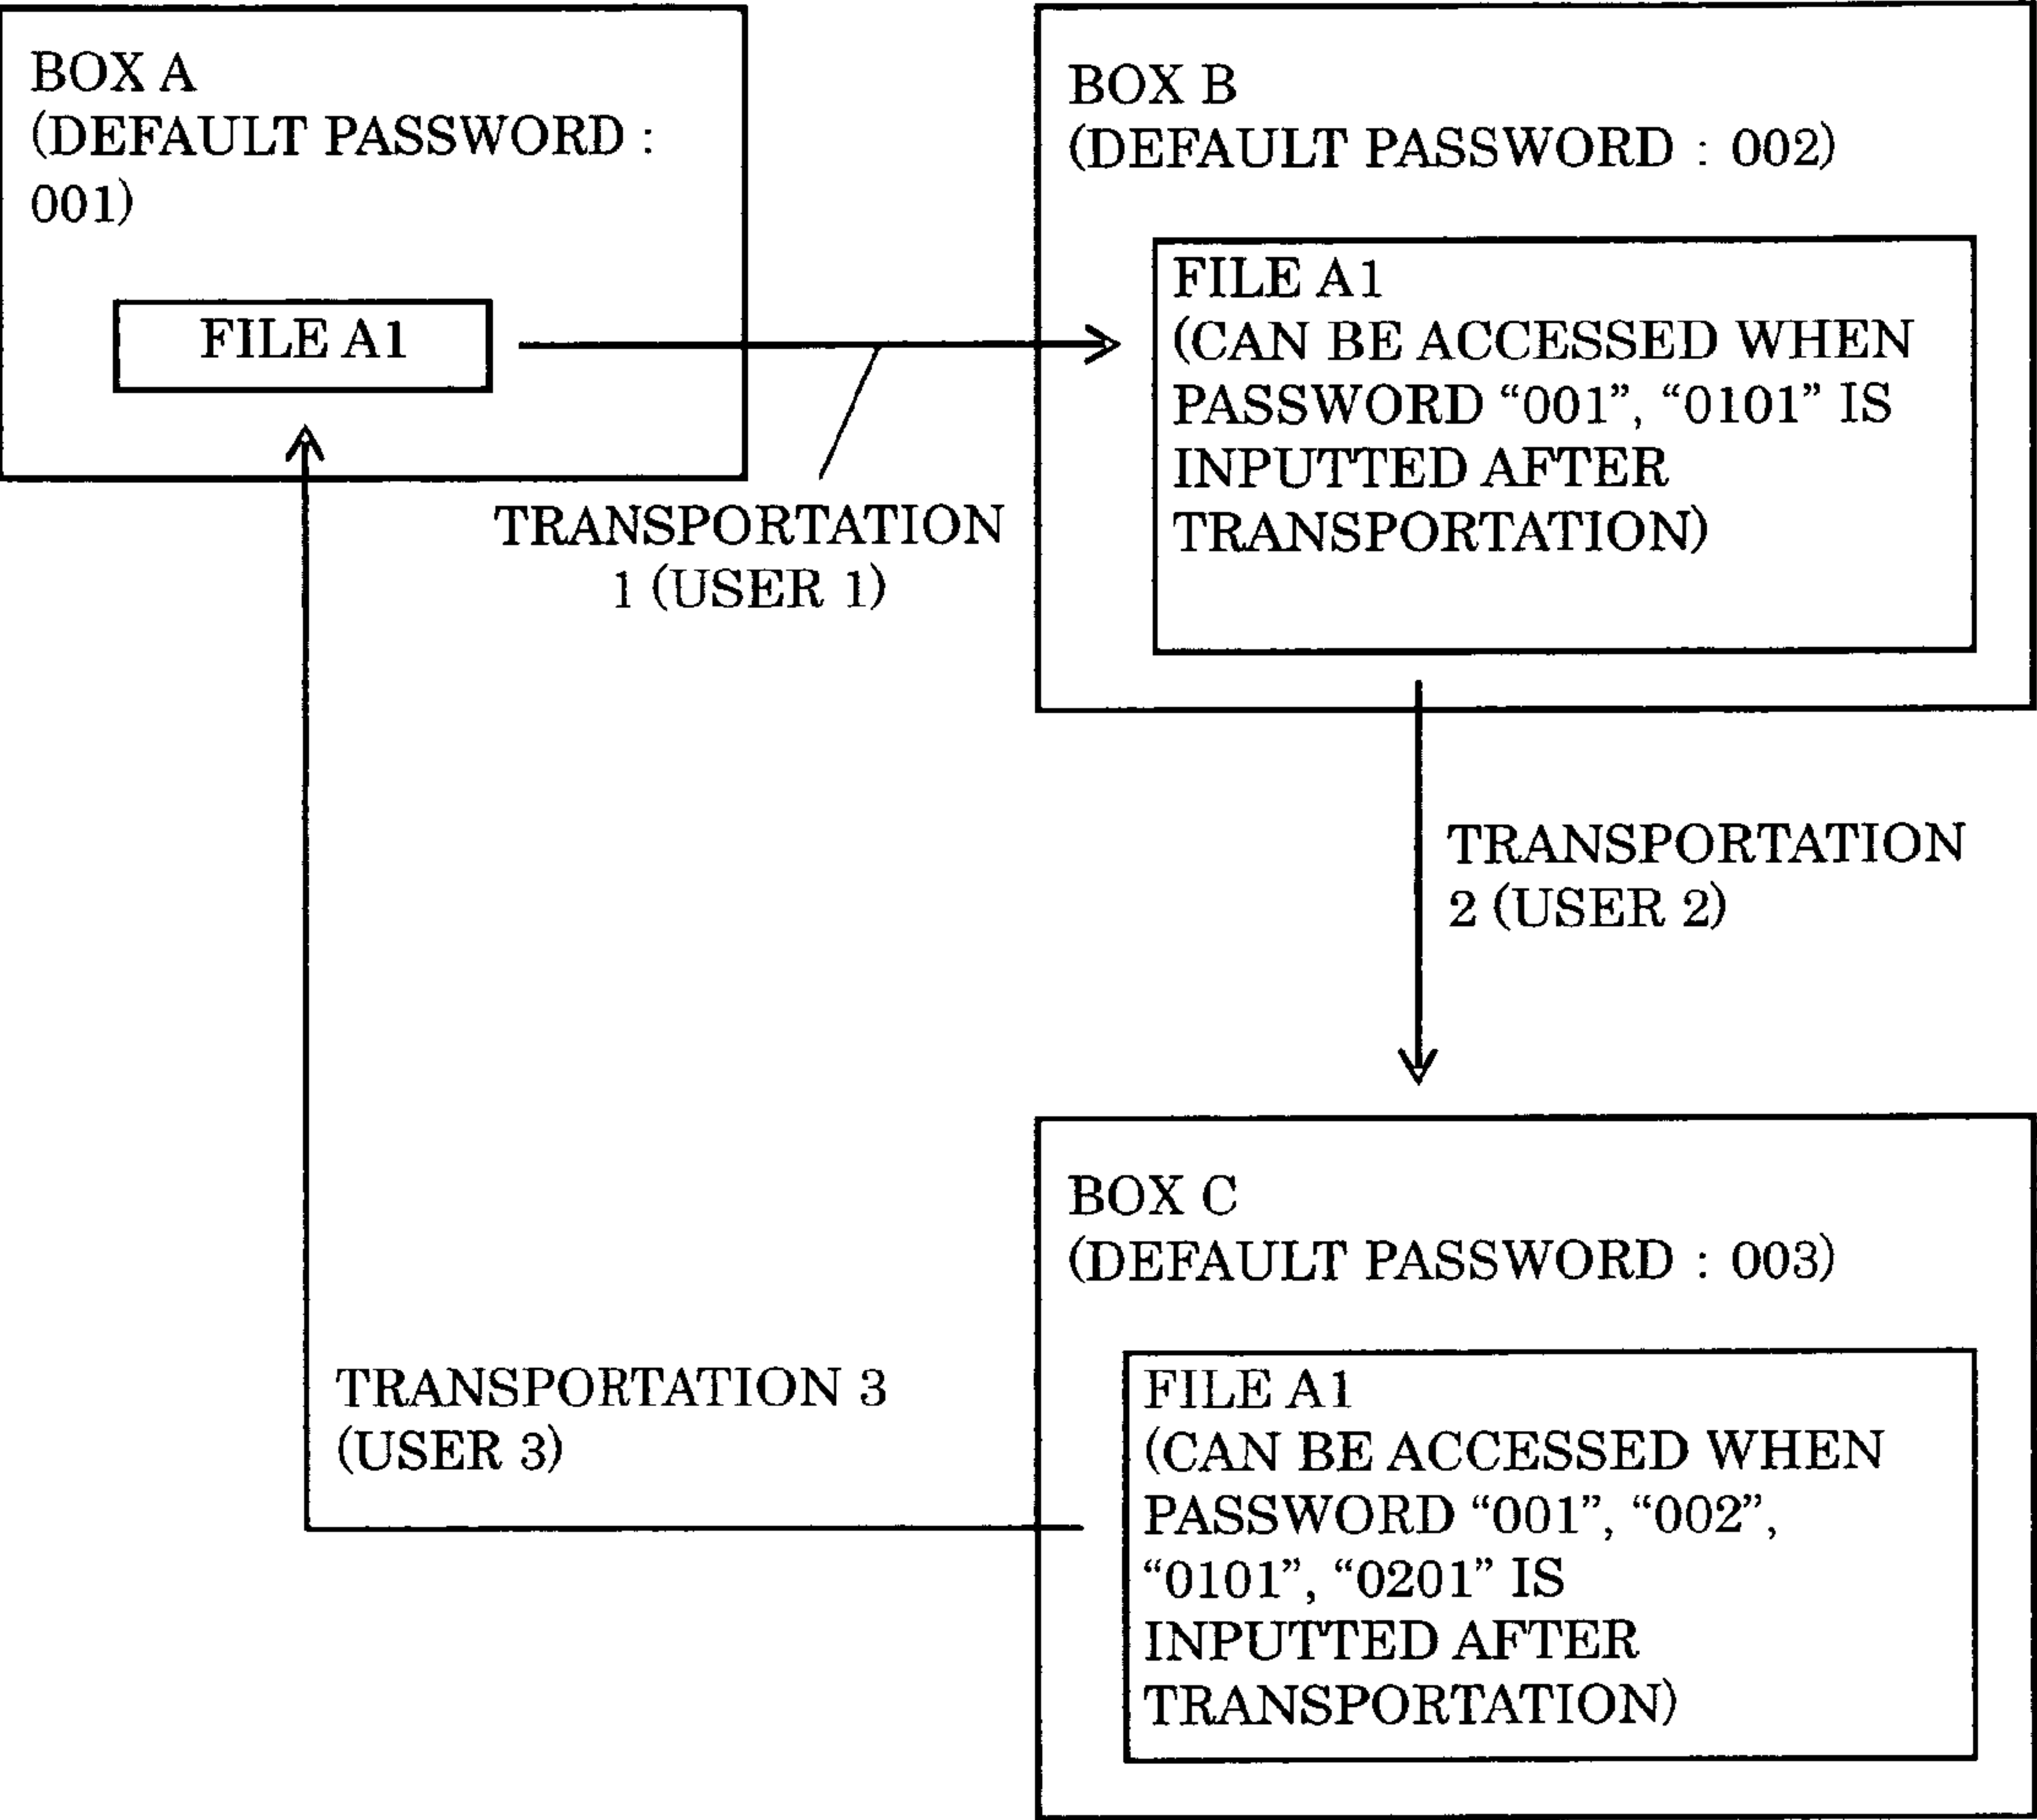 BOX A
(DEFAULT PASSWORD :
001)
FILE A1
TRANSPORTATION
1 (USER 1)
BOX B
(DEFAULT PASSWORD : 002)
FILE A1
(CAN BE ACCESSED WHEN
PASSWORD “001”, “0101” IS
INPUTTED AFTER
TRANSPORTATION)
TRANSPORTATION
2 (USER 2)
BOX C
(DEFAULT PASSWORD : 003)
FILE A1
(CAN BE ACCESSED WHEN
PASSWORD “001”, “002”,
“0101”, “0201” IS
INPUTTED AFTER
TRANSPORTATION)
TRANSPORTATION 3
(USER 3)